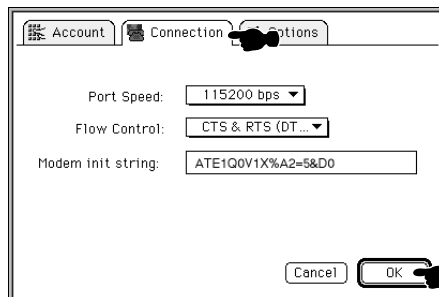 Account Connection Options
Port Speed: 115200 bps
Flow Control: CTS & RTS (DT...
Modem init string: ATE1Q0V1X%A2=5&D0
Cancel OK